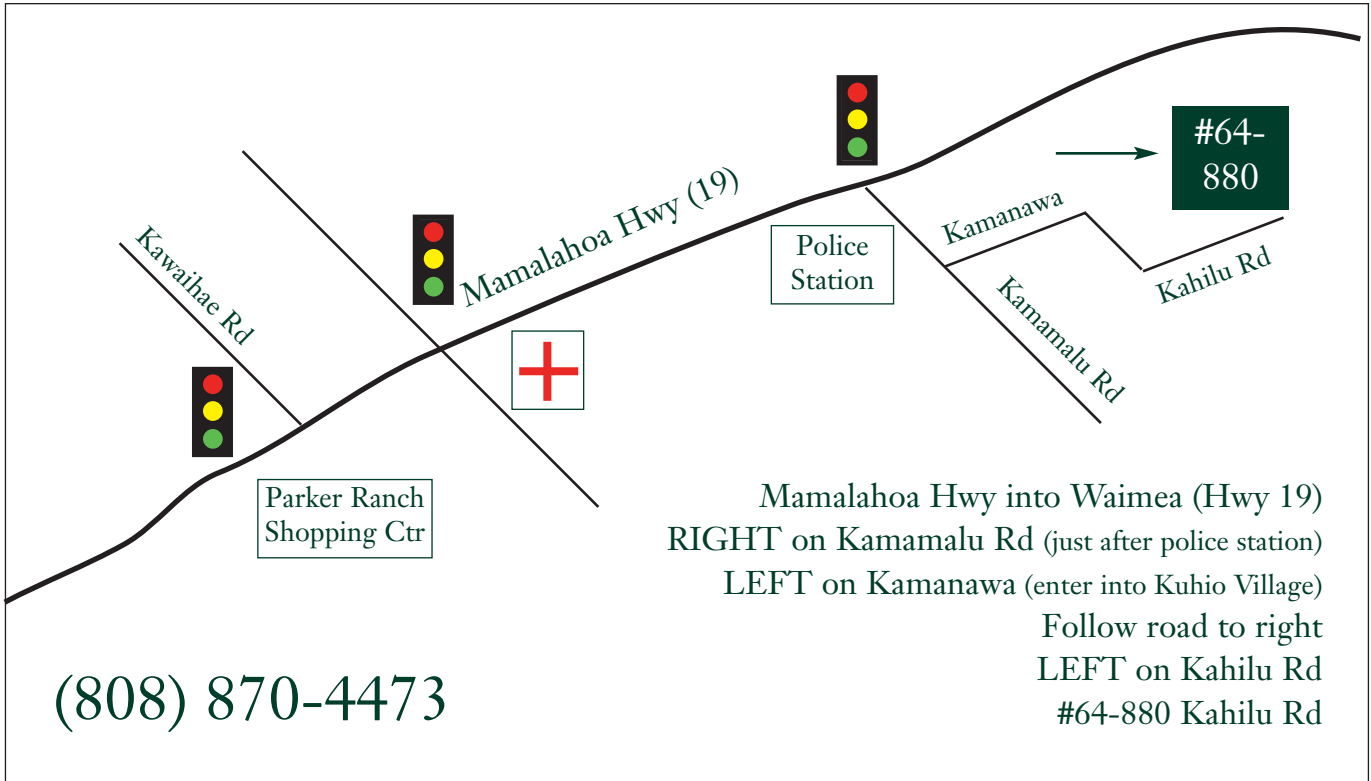 #64-
880
Mamalahoa Hwy (19)
Kamanawa
Kawaihae Rd
Police
Station
Kahilu Rd
Kamamalu Rd
Parker Ranch
Shopping Ctr
Mamalahoa Hwy into Waimea (Hwy 19)
RIGHT on Kamamalu Rd (just after police station)
LEFT on Kamanawa (enter into Kuhio Village)
Follow road to right
LEFT on Kahilu Rd
#64-880 Kahilu Rd
(808) 870-4473